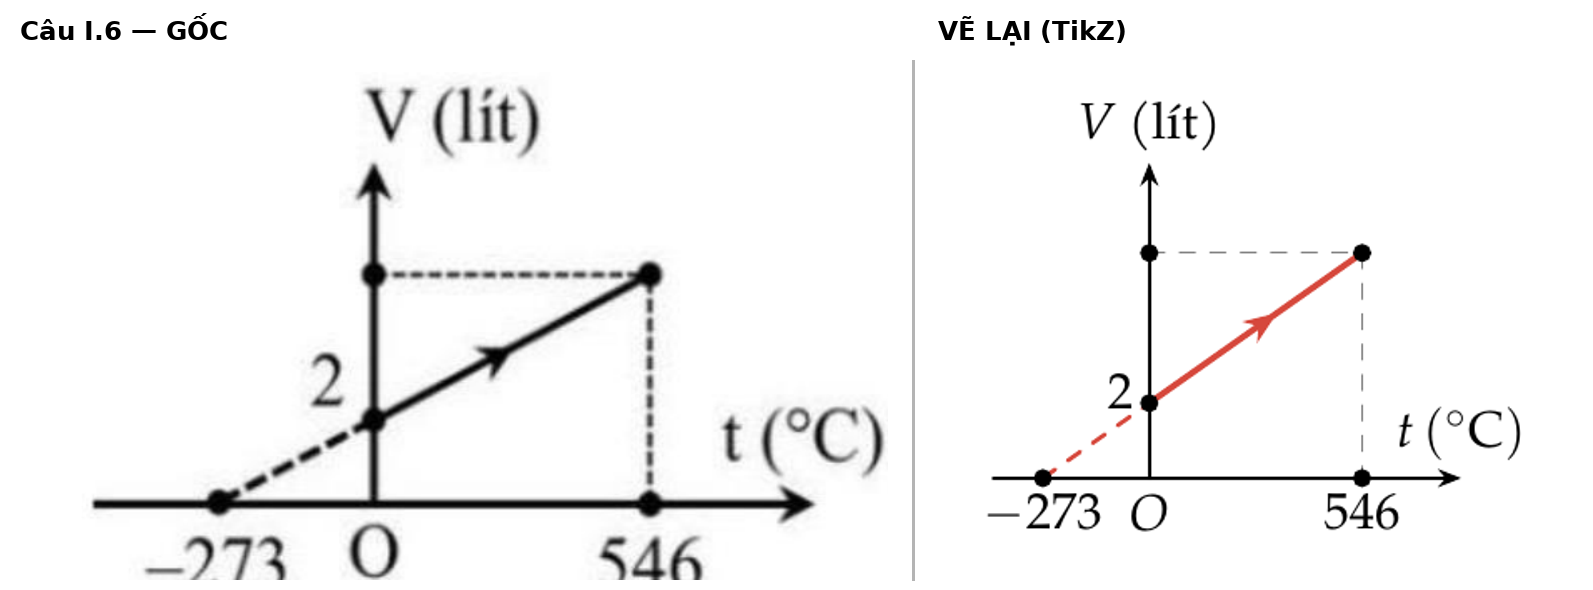 Câu I.6 — GỐC
V (lít)
2
t (°C)
−273 O 546
VẼ LẠI (TikZ)
V (lít)
2
t (°C)
−273 O 546